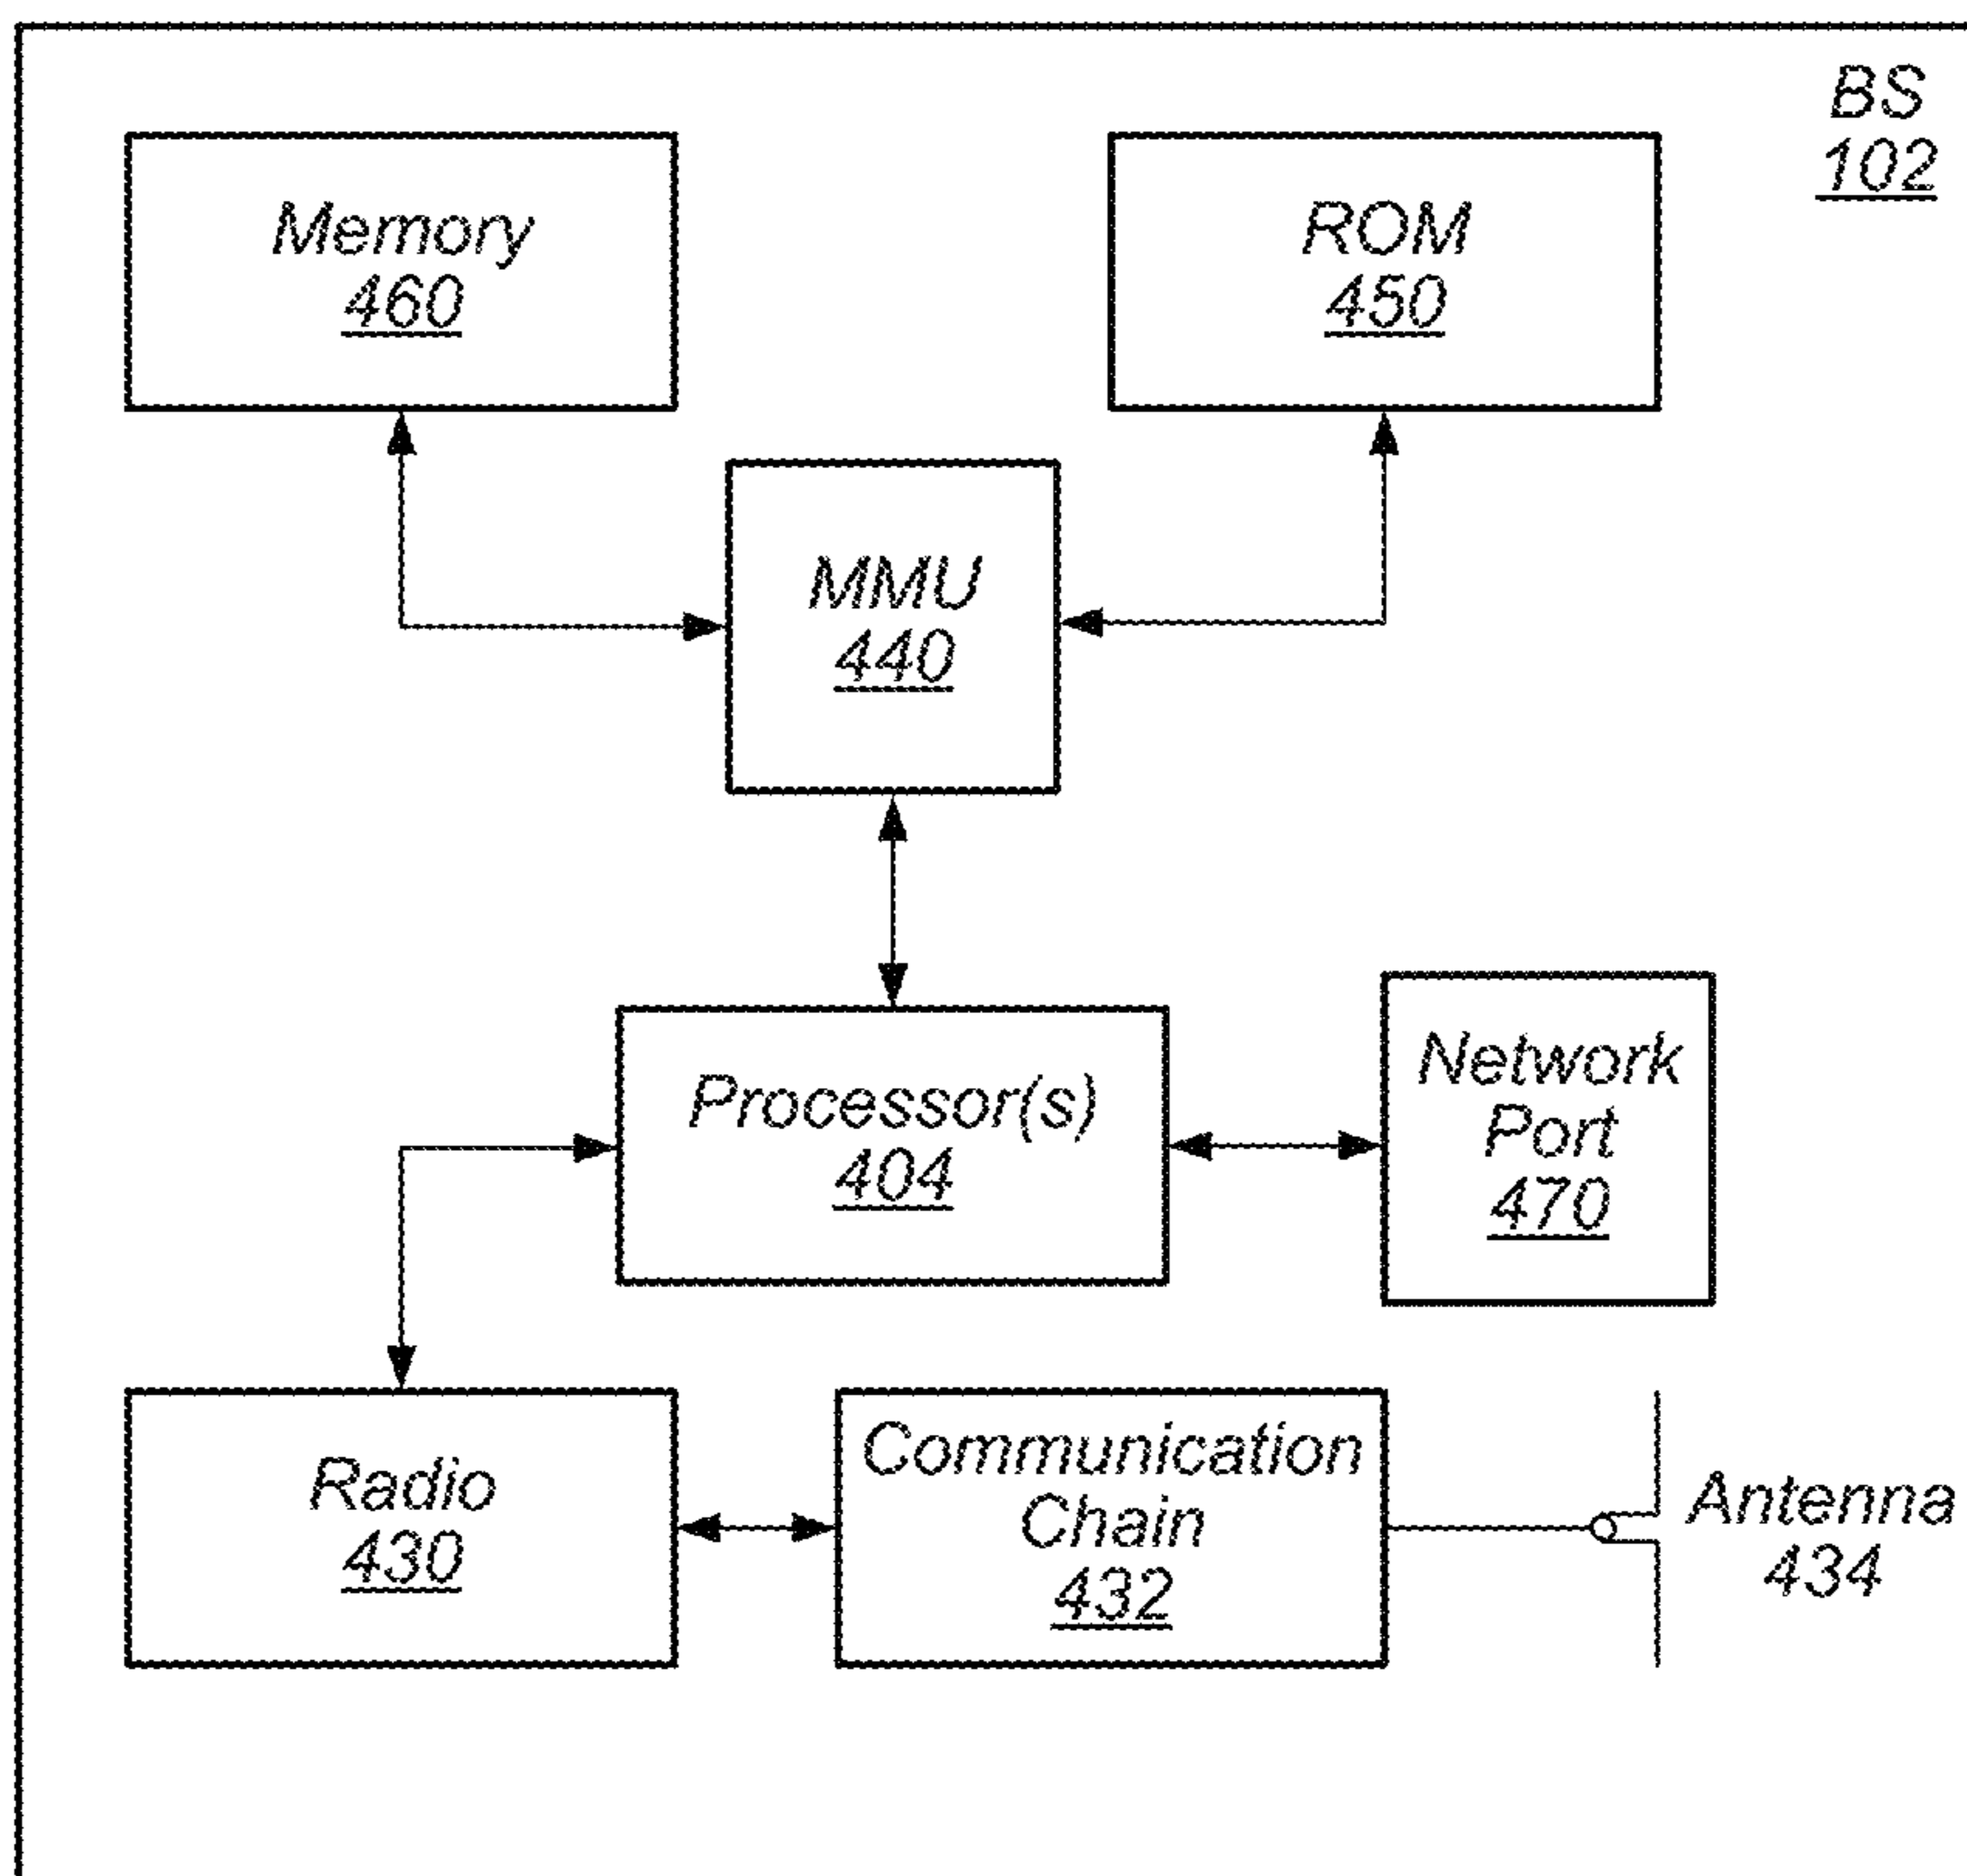 BS
102
Memory
460
ROM
450
MMU
440
Processor(s)
404
Network
Port
470
Radio
430
Communication
Chain
432
Antenna
434